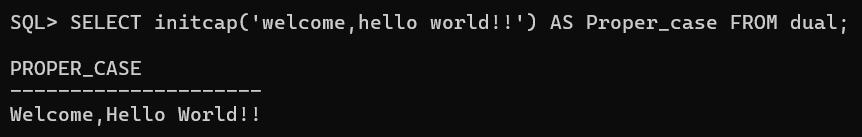 SQL> SELECT initcap('welcome,hello world!!') AS Proper_case FROM dual;
PROPER_CASE
---------------------
Welcome,Hello World!!